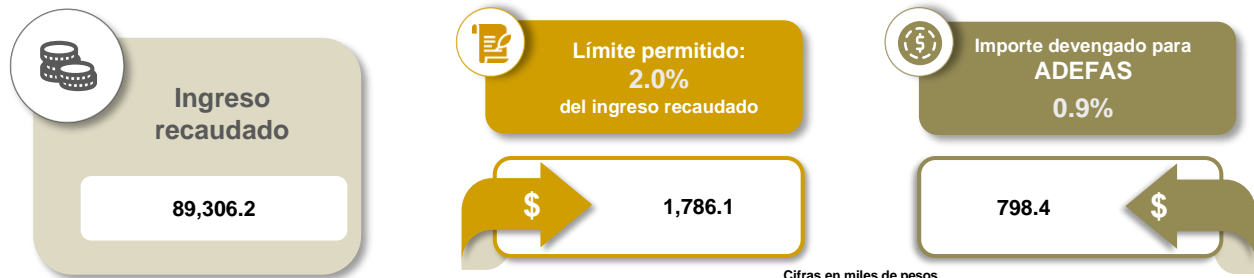 Ingreso
recaudado
89,306.2
Límite permitido:
2.0%
del ingreso recaudado
$
1,786.1
Importe devengado para
ADEFAS
0.9%
798.4
$
Cifras en miles de pesos